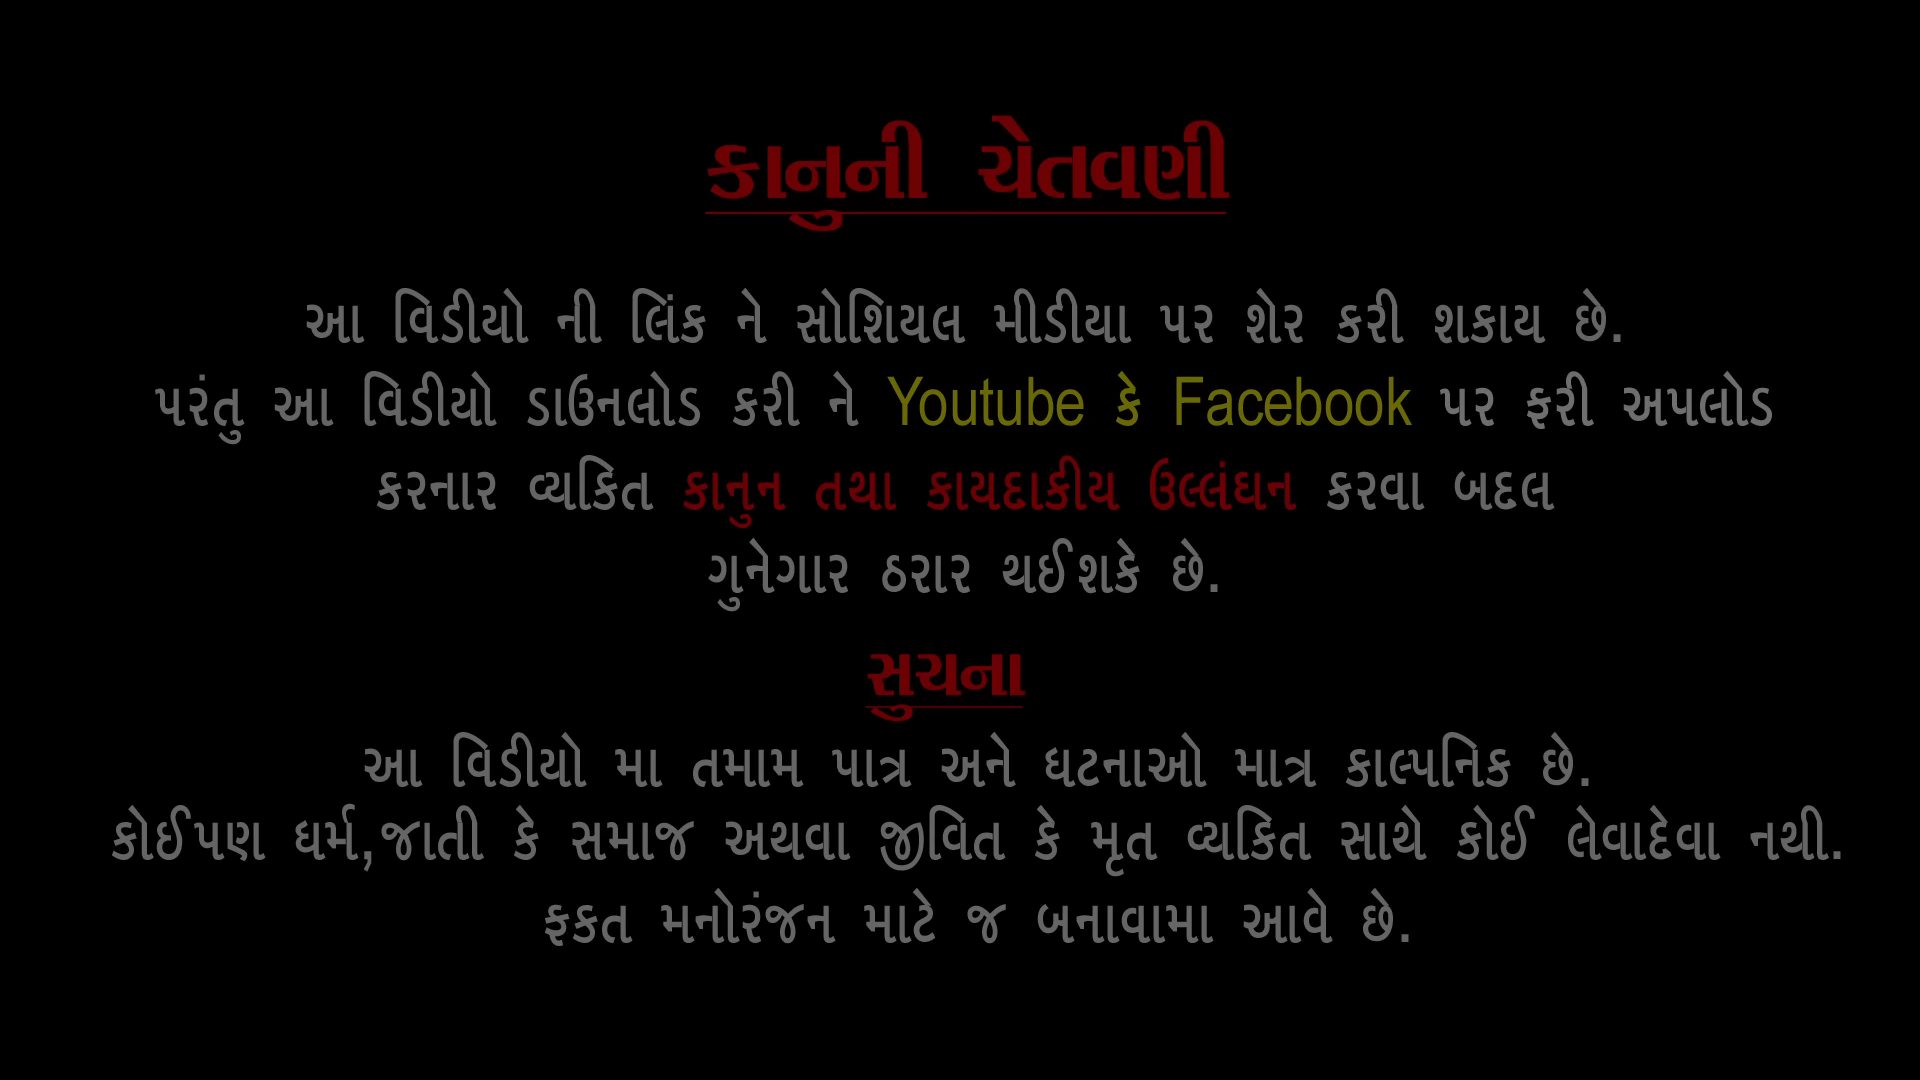 કાનુની ચેતવણી
આ વિડીયો ની લિંક ને સોશિયલ મીડીયા પર શેર કરી શકાય છે.
પરંતુ આ વિડીયો ડાઉનલોડ કરી ને Youtube કે Facebook પર ફરી અપલોડ
કરનાર વ્યકિત કાનુન તથા કાયદાકીય ઉલ્લંઘન કરવા બદલ
ગુનેગાર ઠરાર થઈશકે છે.
સુચના
આ વિડીયો મા તમામ પાત્ર અને ઘટનાઓ માત્ર કાલ્પનિક છે.
કોઈપણ ધર્મ,જાતી કે સમાજ અથવા જીવિત કે મૃત વ્યકિત સાથે કોઈ લેવાદેવા નથી.
ફકત મનોરંજન માટે જ બનાવામા આવે છે.